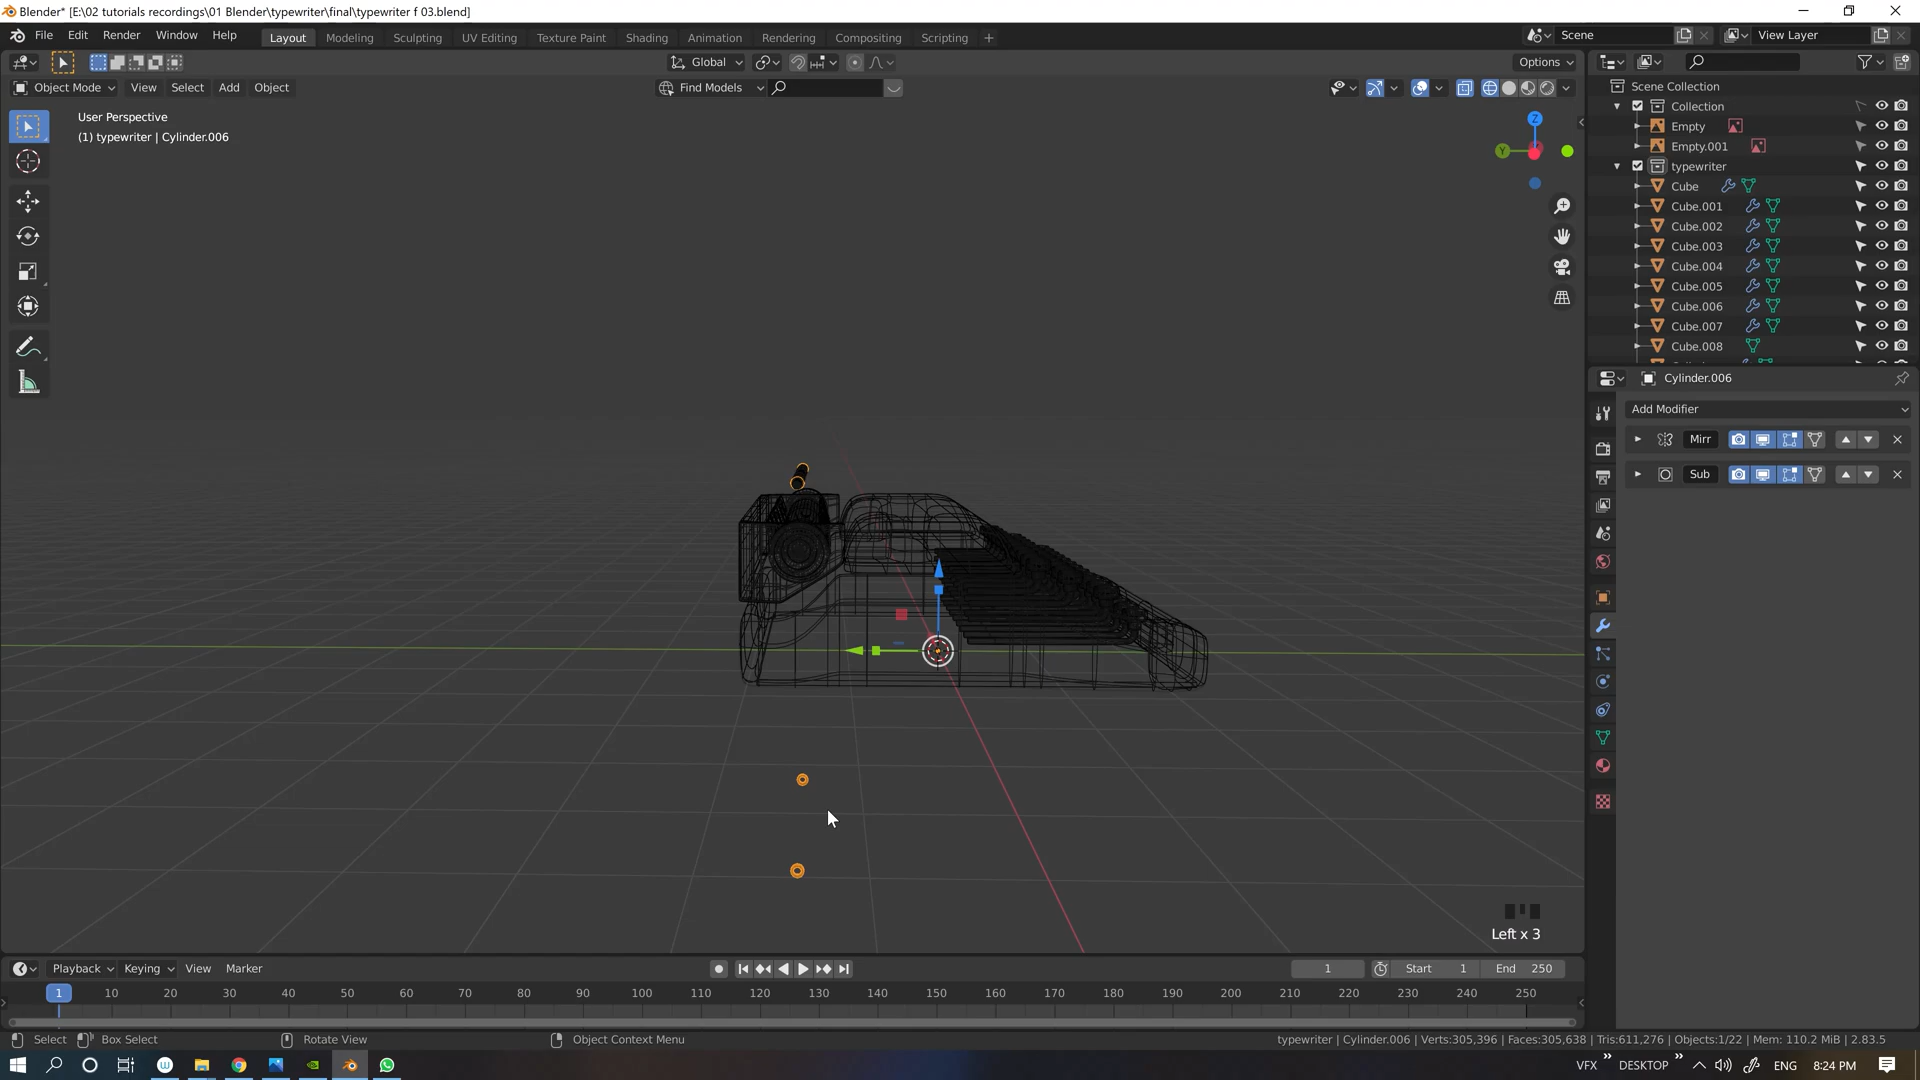 Blender* [E:\02 tutorials recordings\01 Blender\typewriter\final\typewriter f 03.blend]
File Edit Render Window Help Layout Modeling Sculpting UV Editing Texture Paint Shading Animation Rendering Compositing Scripting + Scene View Layer
Global Options
Object Mode View Select Add Object Find Models
User Perspective
(1) typewriter | Cylinder.006
Z
Y
Scene Collection
Collection
Empty
Empty.001
typewriter
Cube
Cube.001
Cube.002
Cube.003
Cube.004
Cube.005
Cube.006
Cube.007
Cube.008
Cylinder.006
Add Modifier
Mirr
Sub
Left x 3
Playback Keying View Marker 1 Start 1 End 250
1 10 20 30 40 50 60 70 80 90 100 110 120 130 140 150 160 170 180 190 200 210 220 230 240 250
Select Box Select Rotate View Object Context Menu typewriter | Cylinder.006 | Verts:305,396 | Faces:305,638 | Tris:611,276 | Objects:1/22 | Mem: 110.2 MiB | 2.83.5
VFX DESKTOP ENG 8:24 PM